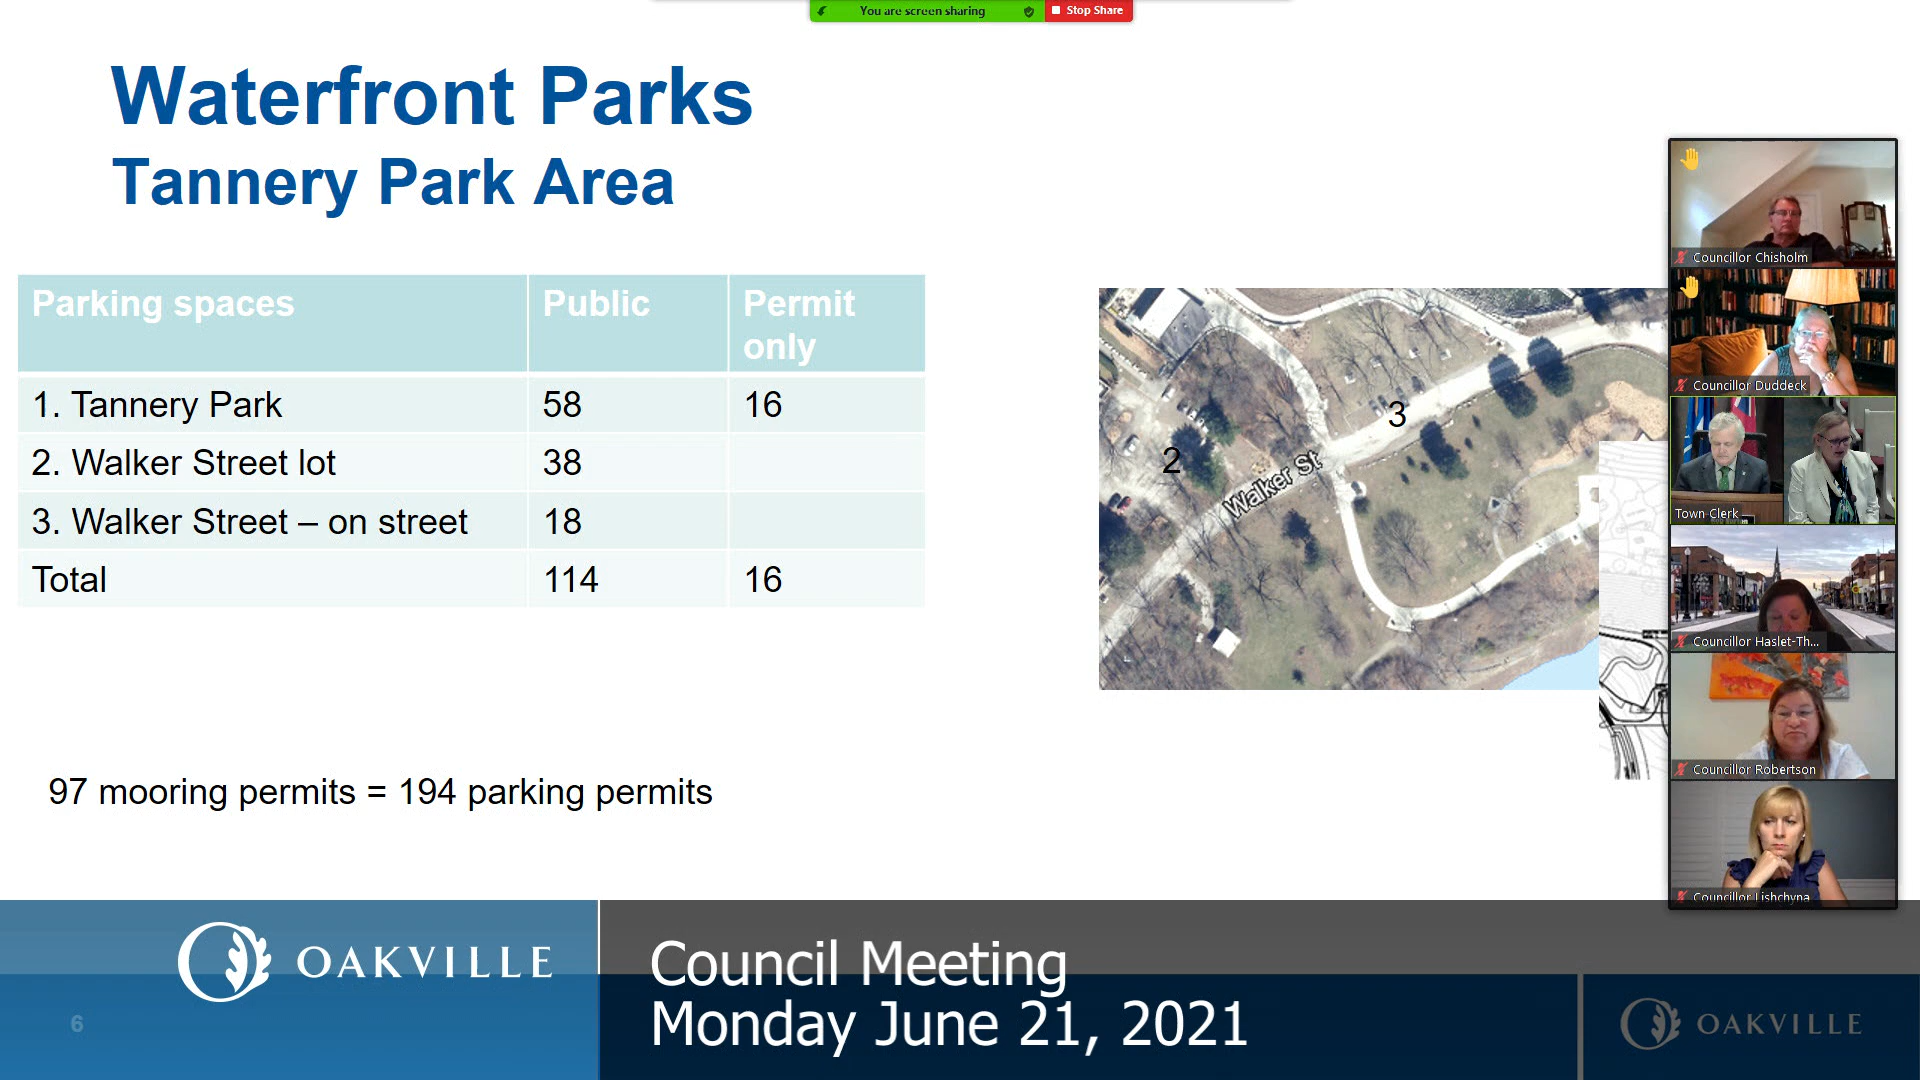 You are screen sharing
Stop Share
Waterfront Parks
Tannery Park Area
Parking spaces
Public
Permit
only
1. Tannery Park
58
16
2. Walker Street lot
38
3. Walker Street – on street
18
Total
114
16
97 mooring permits = 194 parking permits
2
3
Walker St
Councillor Chisholm
Councillor Duddeck
Town Clerk
Councillor Haslet-Th...
Councillor Robertson
Councillor Lishchyna
6
OAKVILLE
Council Meeting
Monday June 21, 2021
OAKVILLE